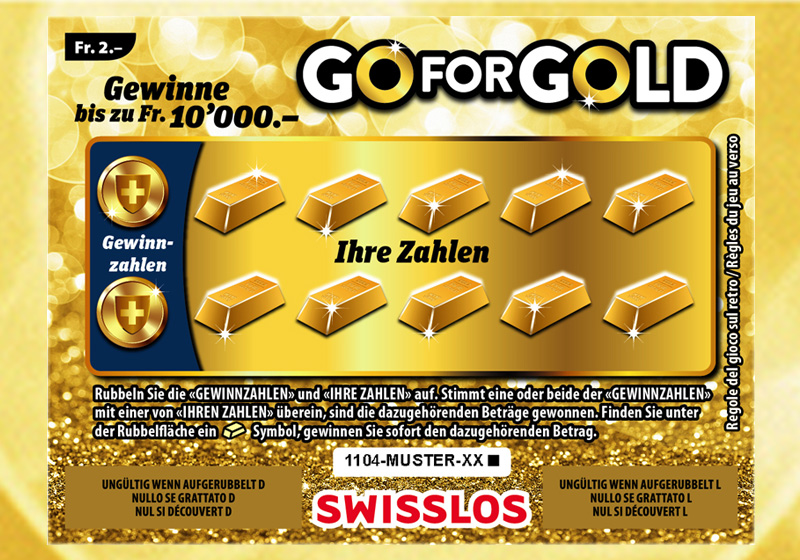 Fr. 2.–
GO FOR GOLD
Gewinne
bis zu Fr. 10’000.–
Gewinn-
zahlen
Ihre Zahlen
Regole del gioco sul retro / Règles du jeu au verso
Rubbeln Sie die «GEWINNZAHLEN» und «IHRE ZAHLEN» auf. Stimmt eine oder beide der «GEWINNZAHLEN»
mit einer von «IHREN ZAHLEN» überein, sind die dazugehörenden Beträge gewonnen. Finden Sie unter
der Rubbelfläche ein Symbol, gewinnen Sie sofort den dazugehörenden Betrag.
1104-MUSTER-XX
UNGÜLTIG WENN AUFGERUBBELT D
NULLO SE GRATTATO D
NUL SI DÉCOUVERT D
SWISSLOS
UNGÜLTIG WENN AUFGERUBBELT L
NULLO SE GRATTATO L
NUL SI DÉCOUVERT L